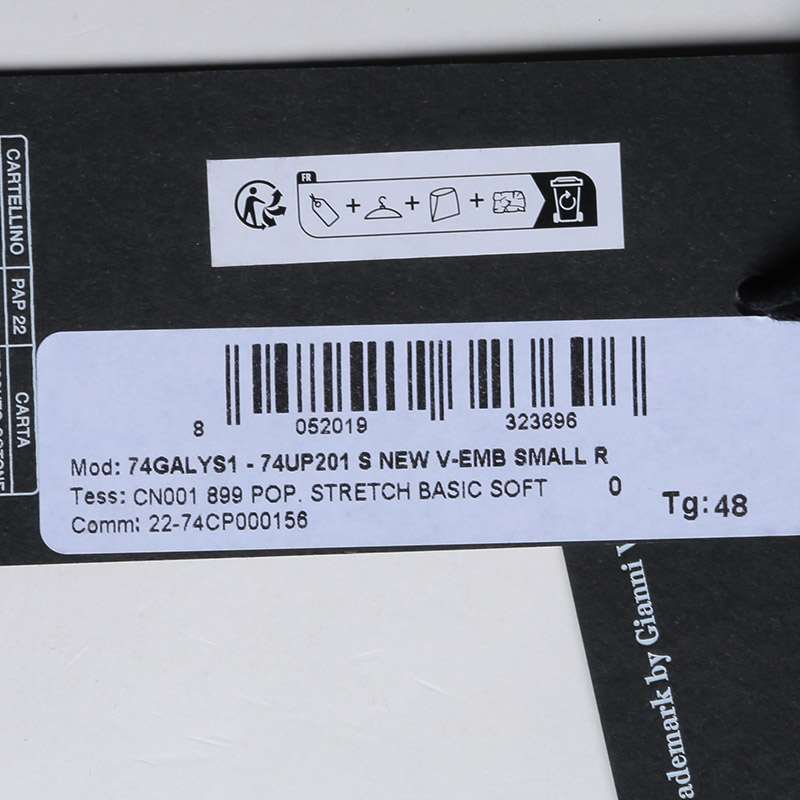 FR
CARTELLINO
PAP 22
CARTA
8 052019 323696
Mod: 74GALYS1 - 74UP201 S NEW V-EMB SMALL R
Tess: CN001 899 POP. STRETCH BASIC SOFT 0
Tg: 48
Comm: 22-74CP000156
ademark by Gianni V